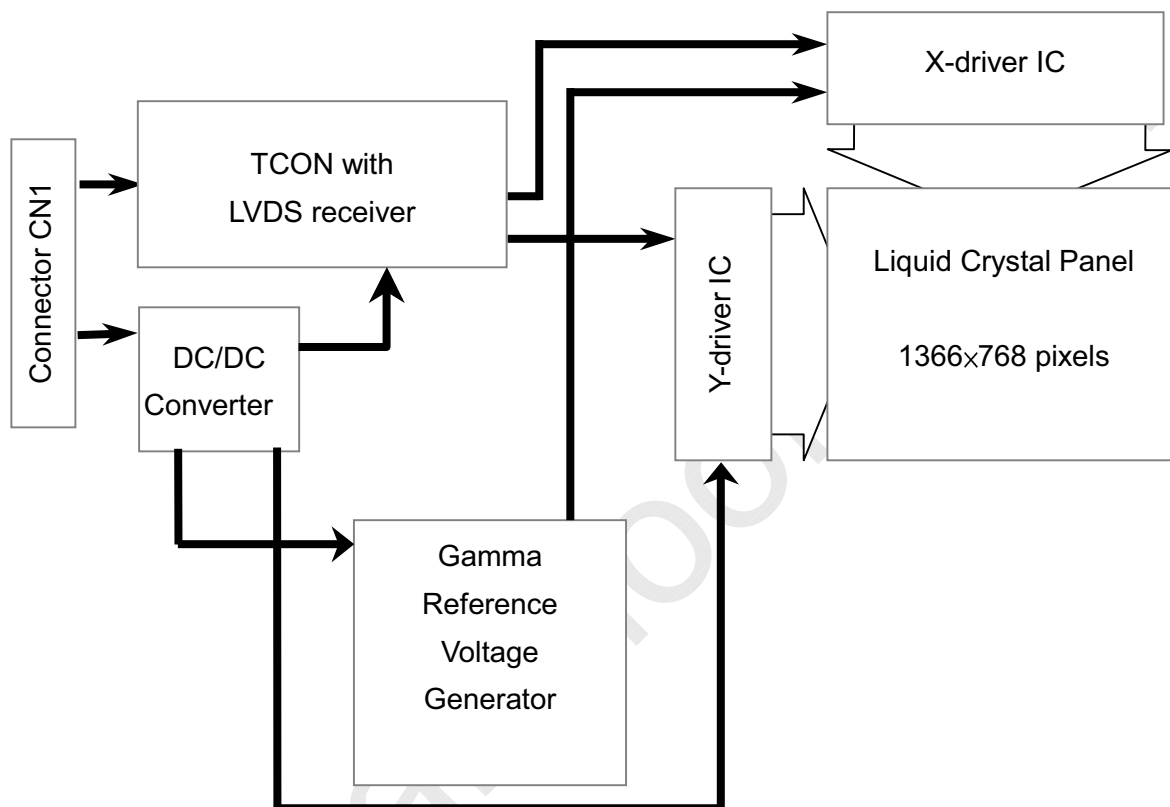 X-driver IC
TCON with
LVDS receiver
Connector CN1
Y-driver IC
Liquid Crystal Panel
1366×768 pixels
DC/DC
Converter
Gamma
Reference
Voltage
Generator